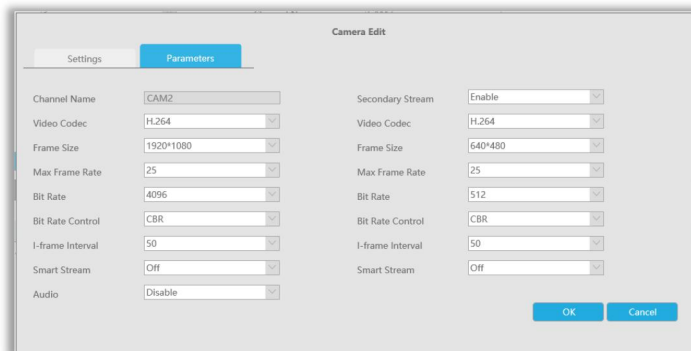 Camera Edit
Settings Parameters
Channel Name CAM2 Secondary Stream Enable
Video Codec H.264 Video Codec H.264
Frame Size 1920*1080 Frame Size 640*480
Max Frame Rate 25 Max Frame Rate 25
Bit Rate 4096 Bit Rate 512
Bit Rate Control CBR Bit Rate Control CBR
I-frame Interval 50 I-frame Interval 50
Smart Stream Off Smart Stream Off
Audio Disable
OK Cancel